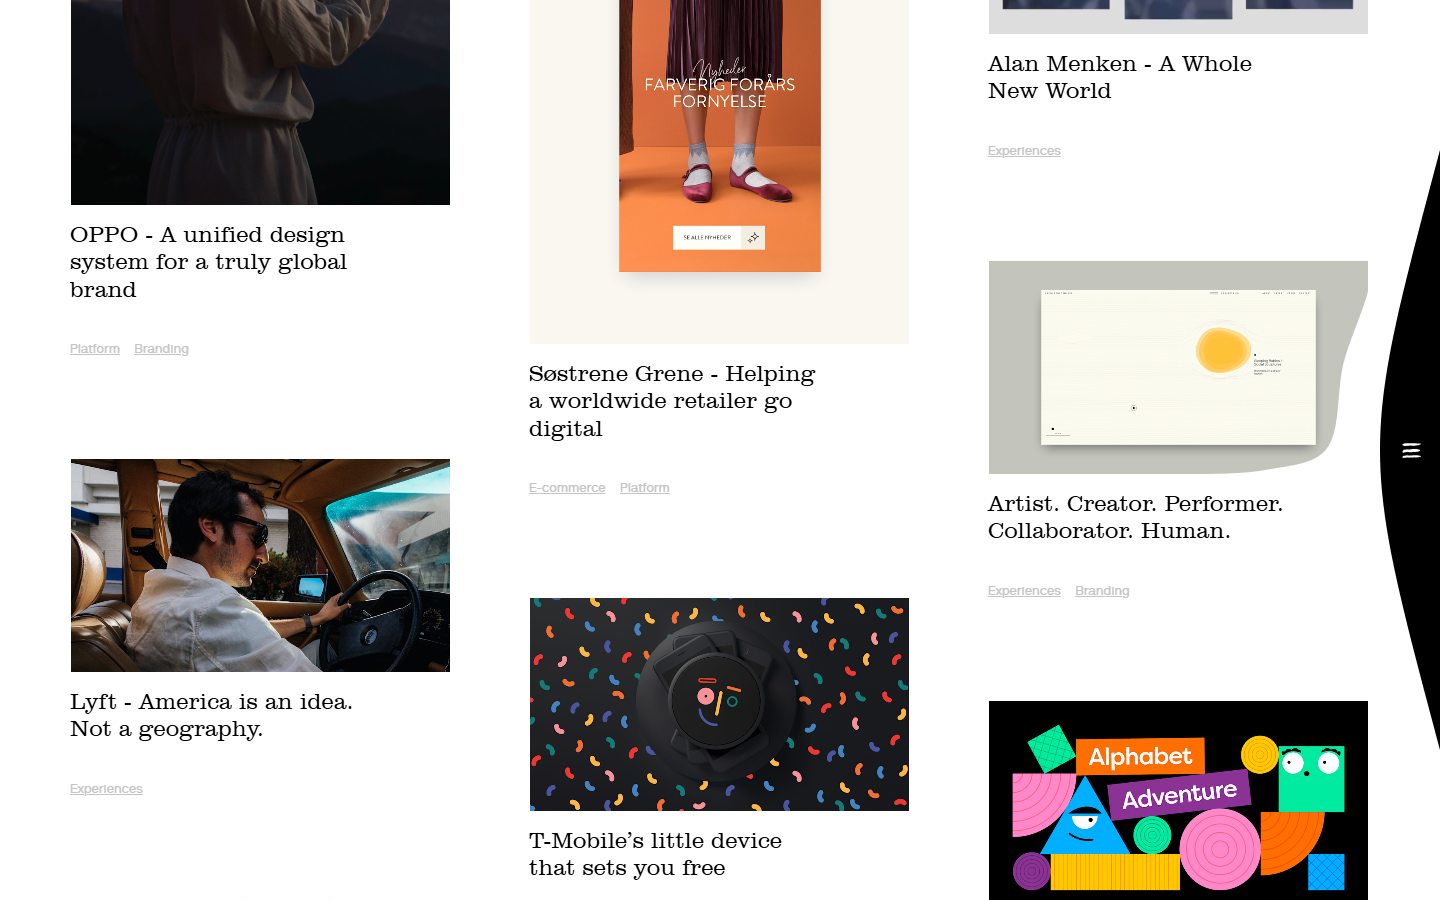 OPPO - A unified design
system for a truly global
brand
Platform Branding
Lyft - America is an idea.
Not a geography.
Experiences
Nyheder
FARVERIG FORÅRS
FORNYELSE
SE ALLE NYHEDER
Søstrene Grene - Helping
a worldwide retailer go
digital
E-commerce Platform
T-Mobile’s little device
that sets you free
Alan Menken - A Whole
New World
Experiences
Artist. Creator. Performer.
Collaborator. Human.
Experiences Branding
Alphabet
Adventure